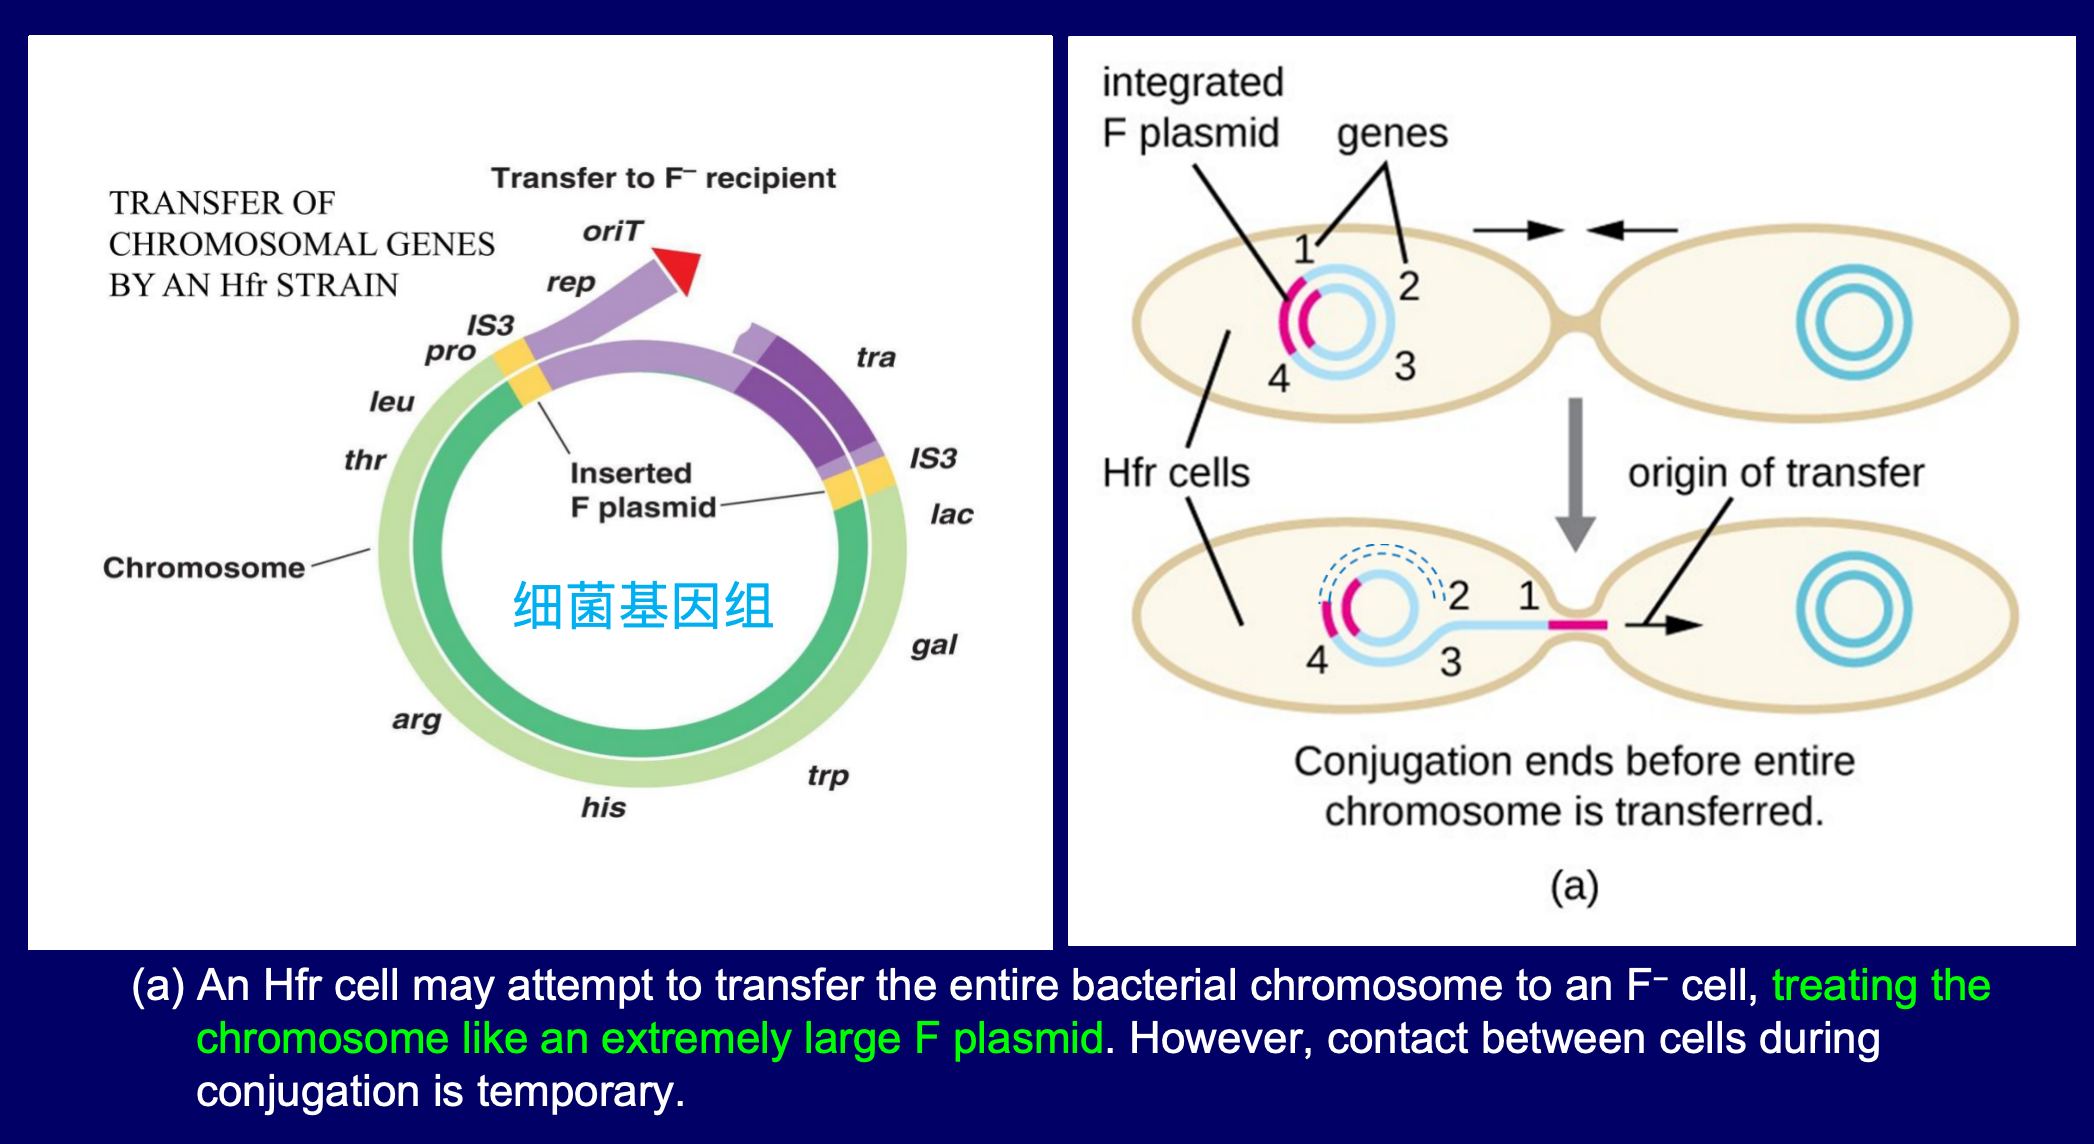 TRANSFER OF
CHROMOSOMAL GENES
BY AN Hfr STRAIN
Transfer to F⁻ recipient
oriT
rep
IS3
pro
leu
thr
tra
IS3
lac
Inserted
F plasmid
Chromosome
细菌基因组
gal
arg
trp
his
integrated
F plasmid
genes
1
2
3
4
Hfr cells
origin of transfer
2
1
4
3
Conjugation ends before entire
chromosome is transferred.
(a)
(a) An Hfr cell may attempt to transfer the entire bacterial chromosome to an F⁻ cell, treating the
chromosome like an extremely large F plasmid. However, contact between cells during
conjugation is temporary.